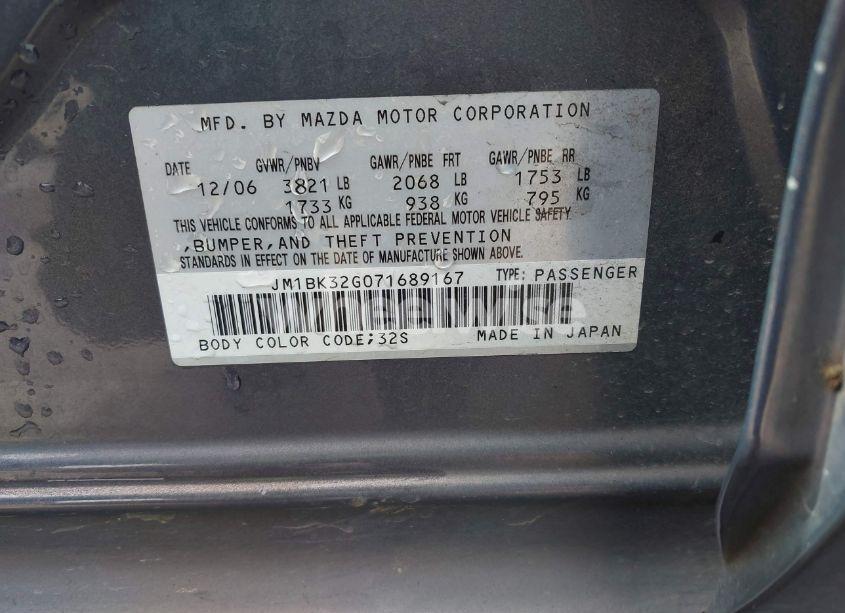 MFD. BY MAZDA MOTOR CORPORATION
DATE GVWR/PNBV GAWR/PNBE FRT GAWR/PNBE RR
12/06 3821 LB 2068 LB 1753 LB
1733 KG 938 KG 795 KG
THIS VEHICLE CONFORMS TO ALL APPLICABLE FEDERAL MOTOR VEHICLE SAFETY
,BUMPER,AND THEFT PREVENTION
STANDARDS IN EFFECT ON THE DATE OF MANUFACTURE SHOWN ABOVE.
JM1BK32G071689167 TYPE: PASSENGER
BODY COLOR CODE;32S MADE IN JAPAN